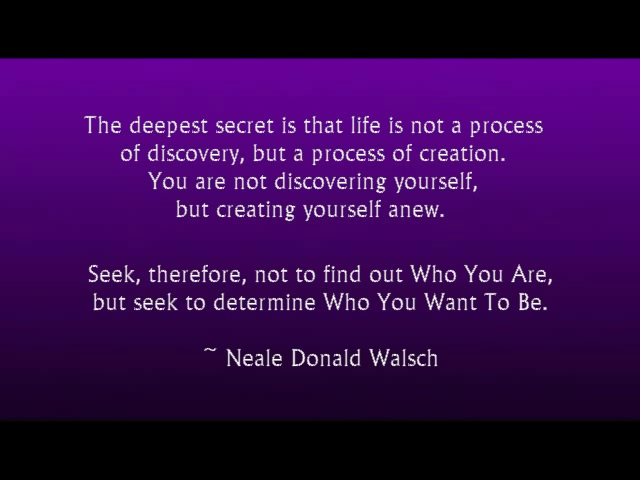 The deepest secret is that life is not a process
of discovery, but a process of creation.
You are not discovering yourself,
but creating yourself anew.
Seek, therefore, not to find out Who You Are,
but seek to determine Who You Want To Be.
~ Neale Donald Walsch